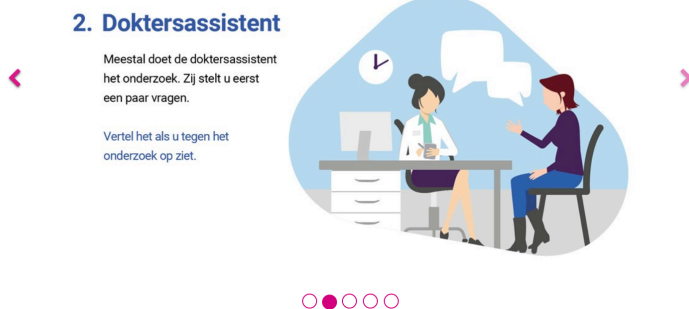 2. Doktersassistent
Meestal doet de doktersassistent
het onderzoek. Zij stelt u eerst
een paar vragen.
Vertel het als u tegen het
onderzoek op ziet.